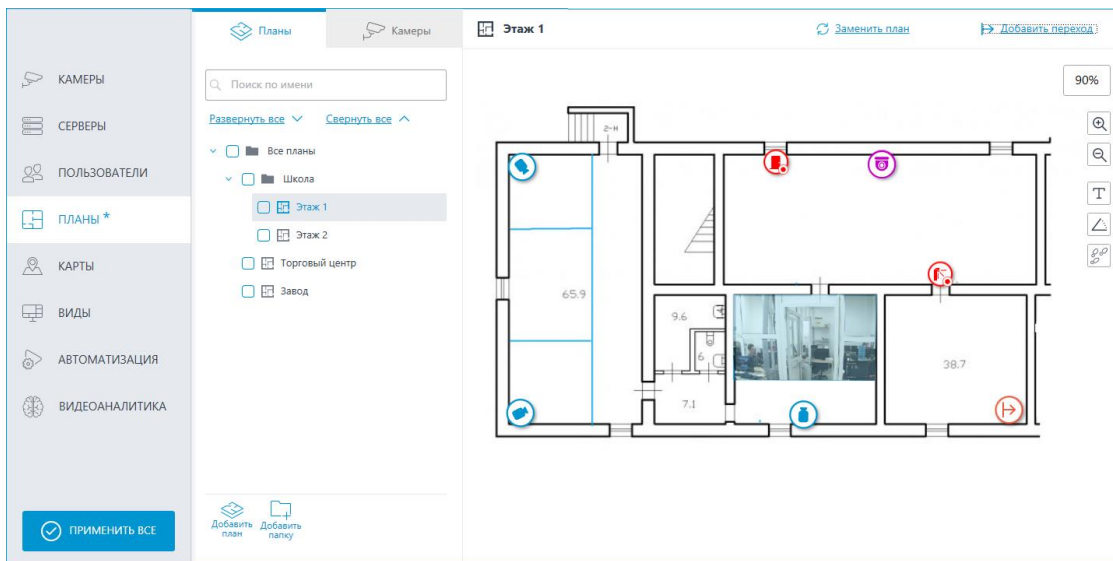 КАМЕРЫ
СЕРВЕРЫ
ПОЛЬЗОВАТЕЛИ
ПЛАНЫ *
КАРТЫ
ВИДЫ
АВТОМАТИЗАЦИЯ
ВИДЕОАНАЛИТИКА
ПРИМЕНИТЬ ВСЕ
Планы
Камеры
Поиск по имени
Развернуть все
Свернуть все
Все планы
Школа
Этаж 1
Этаж 2
Торговый центр
Завод
Добавить план
Добавить папку
Этаж 1
Заменить план
Добавить переход
90%
T
2-н
65.9
9.6
6
7.1
38.7